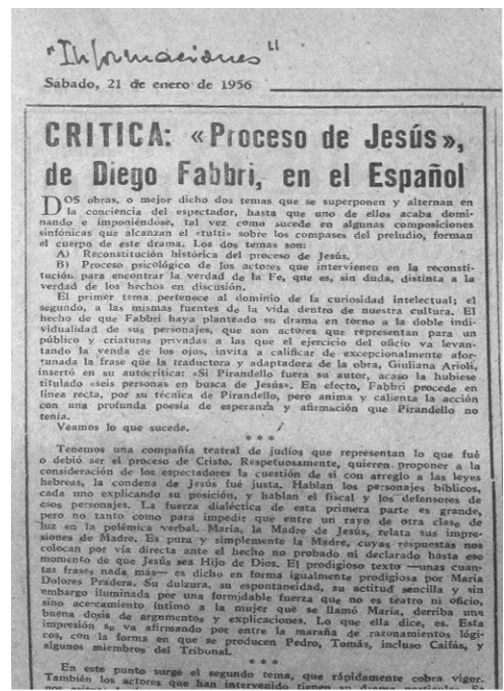 "Informaciones"
Sábado, 21 de enero de 1956
CRITICA: «Proceso de Jesús»,
de Diego Fabbri, en el Español
DOS obras, o mejor dicho dos temas que se superponen y alternan en
la conciencia del espectador, hasta que uno de ellos acaba domi-
nando e imponiéndose, tal vez como sucede en algunas composiciones
sinfónicas que alcanzan el «tutti» sobre los compases del preludio, forman
el cuerpo de este drama. Los dos temas son:
A) Reconstitución histórica del proceso de Jesús.
B) Proceso psicológico de los actores que intervienen en la reconsti-
tución para encontrar la verdad de la Fe, que es, sin duda, distinta a la
verdad de los hechos en discusión.
El primer tema pertenece al dominio de la curiosidad intelectual; el
segundo, a las mismas fuentes de la vida dentro de nuestra cultura. El
hecho de que Fabbri haya planteado su drama en torno a la doble indi-
vidualidad de sus personajes, que son actores que representan para un
público y criaturas privadas a las que el ejercicio del oficio va levan-
tando la venda de los ojos, invita a calificar de excepcionalmente afor-
tunada la frase que la traductora y adaptadora de la obra, Giuliana Arioli,
insertó en su autocrítica: «Si Pirandello fuera su autor, acaso la hubiese
titulado «seis personas en busca de Jesús». En efecto, Fabbri procede en
línea recta, por su técnica de Pirandello, pero anima y calienta la acción
con una profunda poesía de esperanza y afirmación que Pirandello no
tenía.
Veamos lo que sucede.
* * *
Tenemos una compañía teatral de judíos que representan lo que fué
o debió ser el proceso de Cristo. Respetuosamente, quieren proponer a la
consideración de los espectadores la cuestión de si con arreglo a las leyes
hebreas, la condena de Jesús fué justa. Hablan los personajes bíblicos,
cada uno explicando su posición, y hablan el fiscal y los defensores de
esos personajes. La fuerza dialéctica de esta primera parte es grande,
pero no tanto como para impedir que entre un rayo de otra clase de
luz en la polémica verbal. María, la Madre de Jesús, relata sus impre-
siones de Madre. Es pura y simplemente la Madre, cuyas respuestas nos
colocan por vía directa ante el hecho no probado ni declarado hasta ese
momento de que Jesús sea Hijo de Dios. El prodigioso texto —unas cuan-
tas frases nada más— es dicho en forma igualmente prodigiosa por María
Dolores Pradera. Su dulzura, su espontaneidad, su actitud sencilla y sin
embargo iluminada por una formidable fuerza que no es teatro ni oficio,
sino acercamiento íntimo a la mujer que se llamó María, derriba una
buena dosis de argumentos y explicaciones. Lo que ella dice, es. Esta
impresión se va afirmando por entre la maraña de razonamientos lógi-
cos, con la forma en que se producen Pedro, Tomás, incluso Caifás, y
algunos miembros del Tribunal.
* * *
En este punto surge el segundo tema, que rápidamente cobra vigor.
También los actores que han intervenido tienen